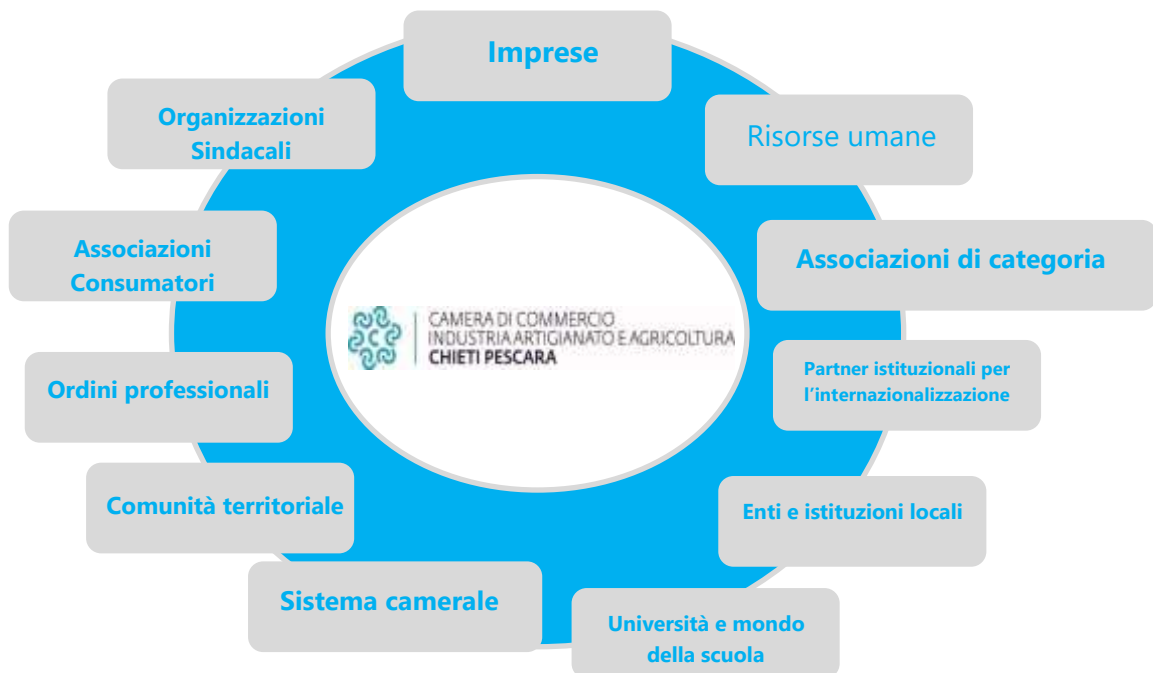 Imprese
Organizzazioni
Sindacali
Risorse umane
Associazioni
Consumatori
Associazioni di categoria
CAMERA DI COMMERCIO
INDUSTRIA ARTIGIANATO E AGRICOLTURA
CHIETI PESCARA
Partner istituzionali per
l'internazionalizzazione
Ordini professionali
Comunità territoriale
Enti e istituzioni locali
Sistema camerale
Università e mondo
della scuola